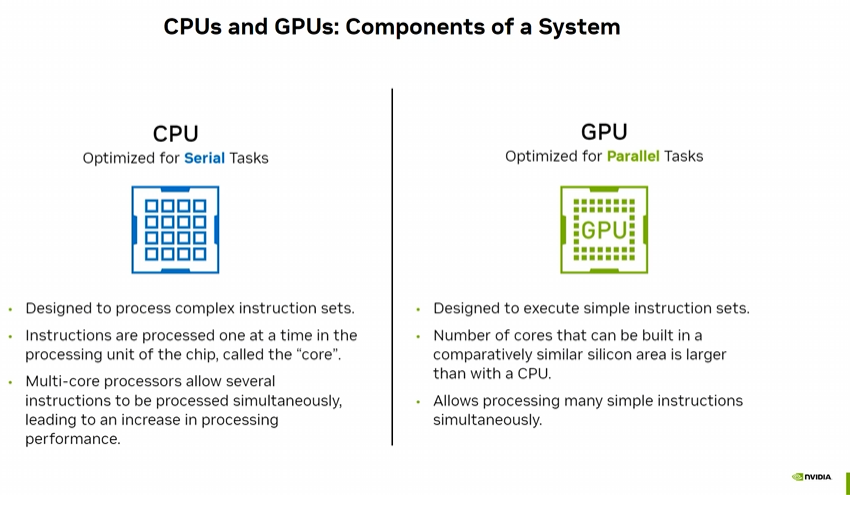 CPUs and GPUs: Components of a System
CPU
Optimized for Serial Tasks
• Designed to process complex instruction sets.
• Instructions are processed one at a time in the
processing unit of the chip, called the “core”.
• Multi-core processors allow several
instructions to be processed simultaneously,
leading to an increase in processing
performance.
GPU
Optimized for Parallel Tasks
GPU
• Designed to execute simple instruction sets.
• Number of cores that can be built in a
comparatively similar silicon area is larger
than with a CPU.
• Allows processing many simple instructions
simultaneously.
NVIDIA